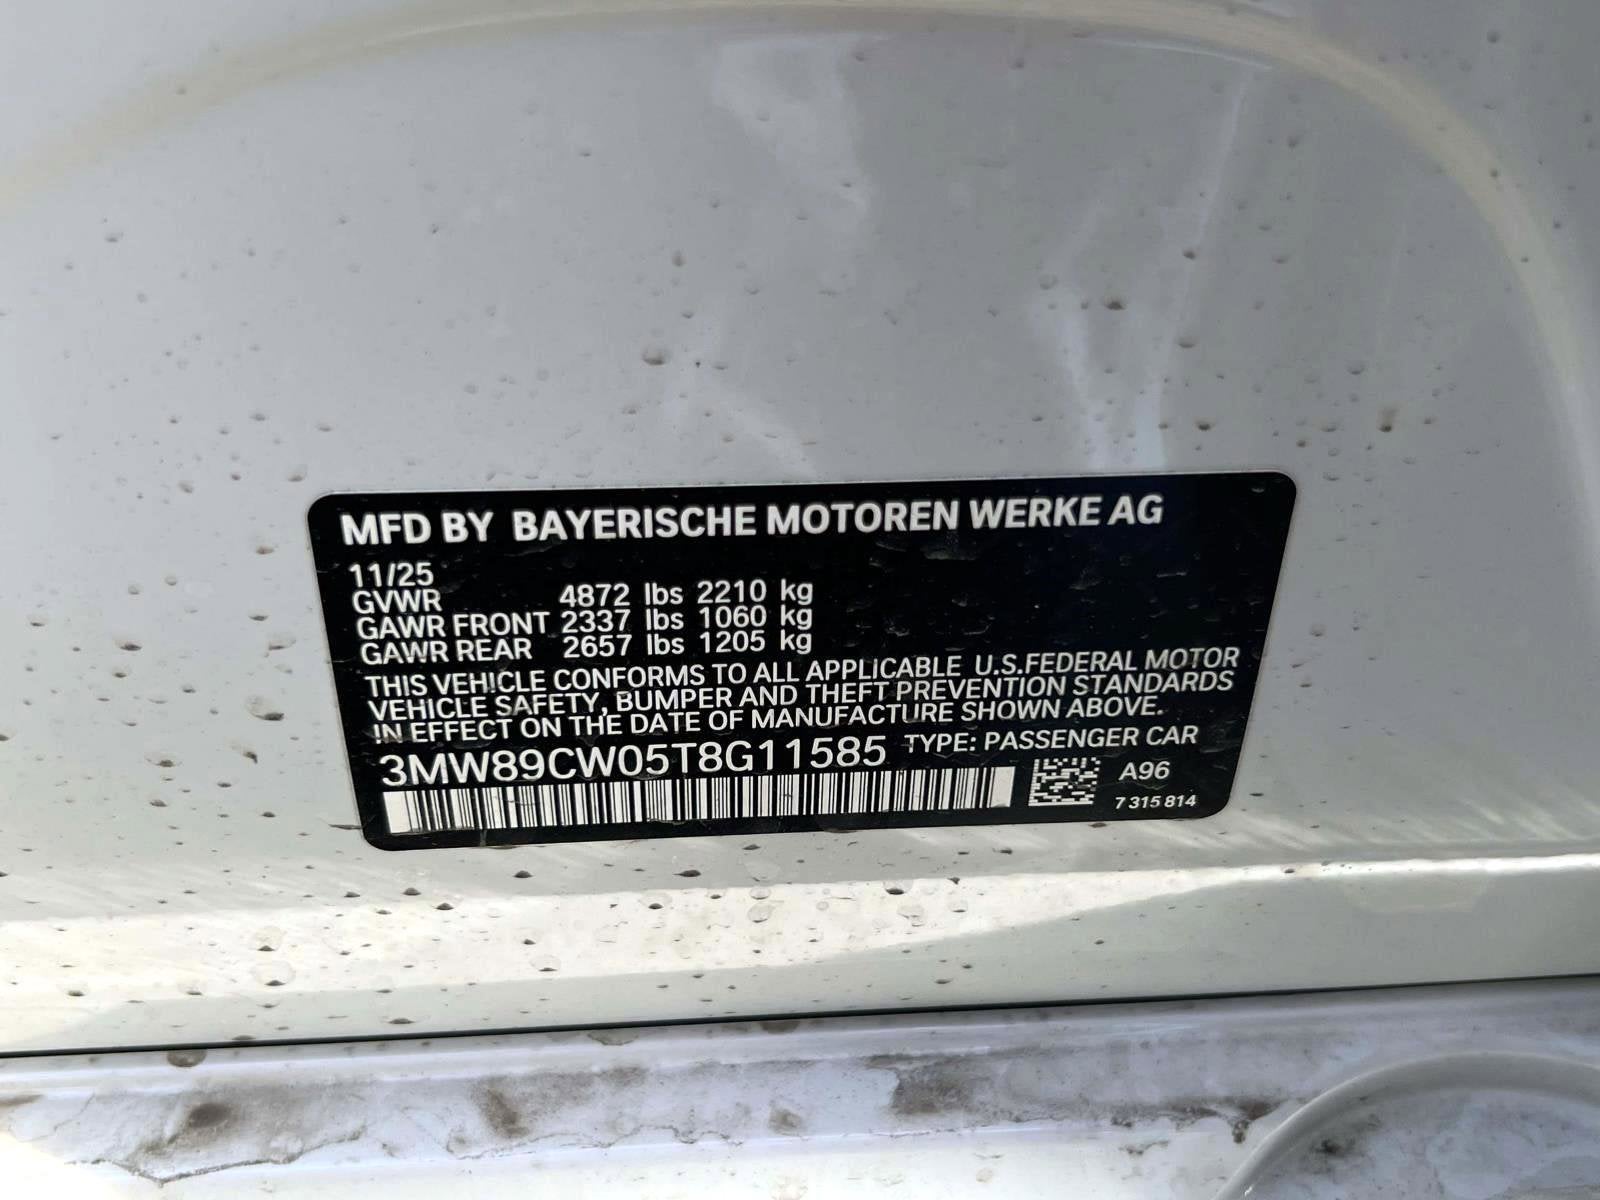 MFD BY BAYERISCHE MOTOREN WERKE AG
11/25
GVWR 4872 lbs 2210 kg
GAWR FRONT 2337 lbs 1060 kg
GAWR REAR 2657 lbs 1205 kg
THIS VEHICLE CONFORMS TO ALL APPLICABLE U.S.FEDERAL MOTOR
VEHICLE SAFETY, BUMPER AND THEFT PREVENTION STANDARDS
IN EFFECT ON THE DATE OF MANUFACTURE SHOWN ABOVE.
3MW89CW05T8G11585 TYPE: PASSENGER CAR
A96
7 315 814